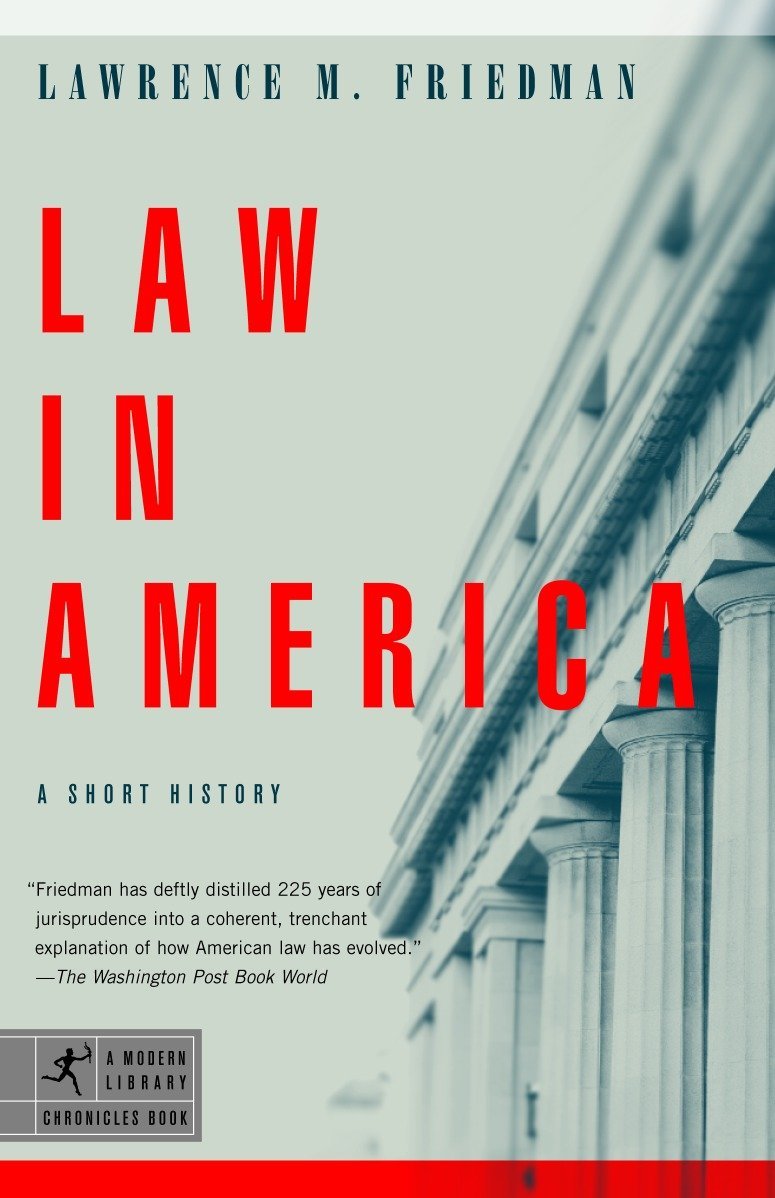 LAWRENCE M. FRIEDMAN
LAW
IN
AMERICA
A SHORT HISTORY
“Friedman has deftly distilled 225 years of
jurisprudence into a coherent, trenchant
explanation of how American law has evolved.”
—The Washington Post Book World
A MODERN
LIBRARY
CHRONICLES BOOK